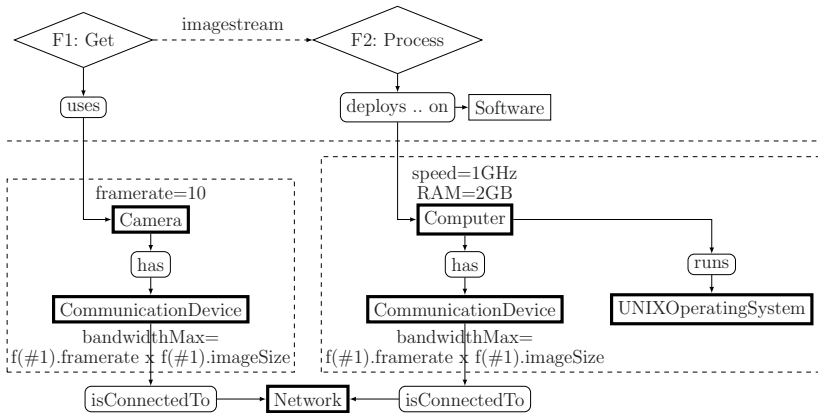 imagestream
F1: Get
F2: Process
uses
deploys .. on
Software
speed=1GHz
framerate=10
RAM=2GB
Camera
Computer
has
has
runs
CommunicationDevice
CommunicationDevice
UNIXOperatingSystem
bandwidthMax=
f(#1).framerate x f(#1).imageSize
bandwidthMax=
f(#1).framerate x f(#1).imageSize
isConnectedTo
Network
isConnectedTo